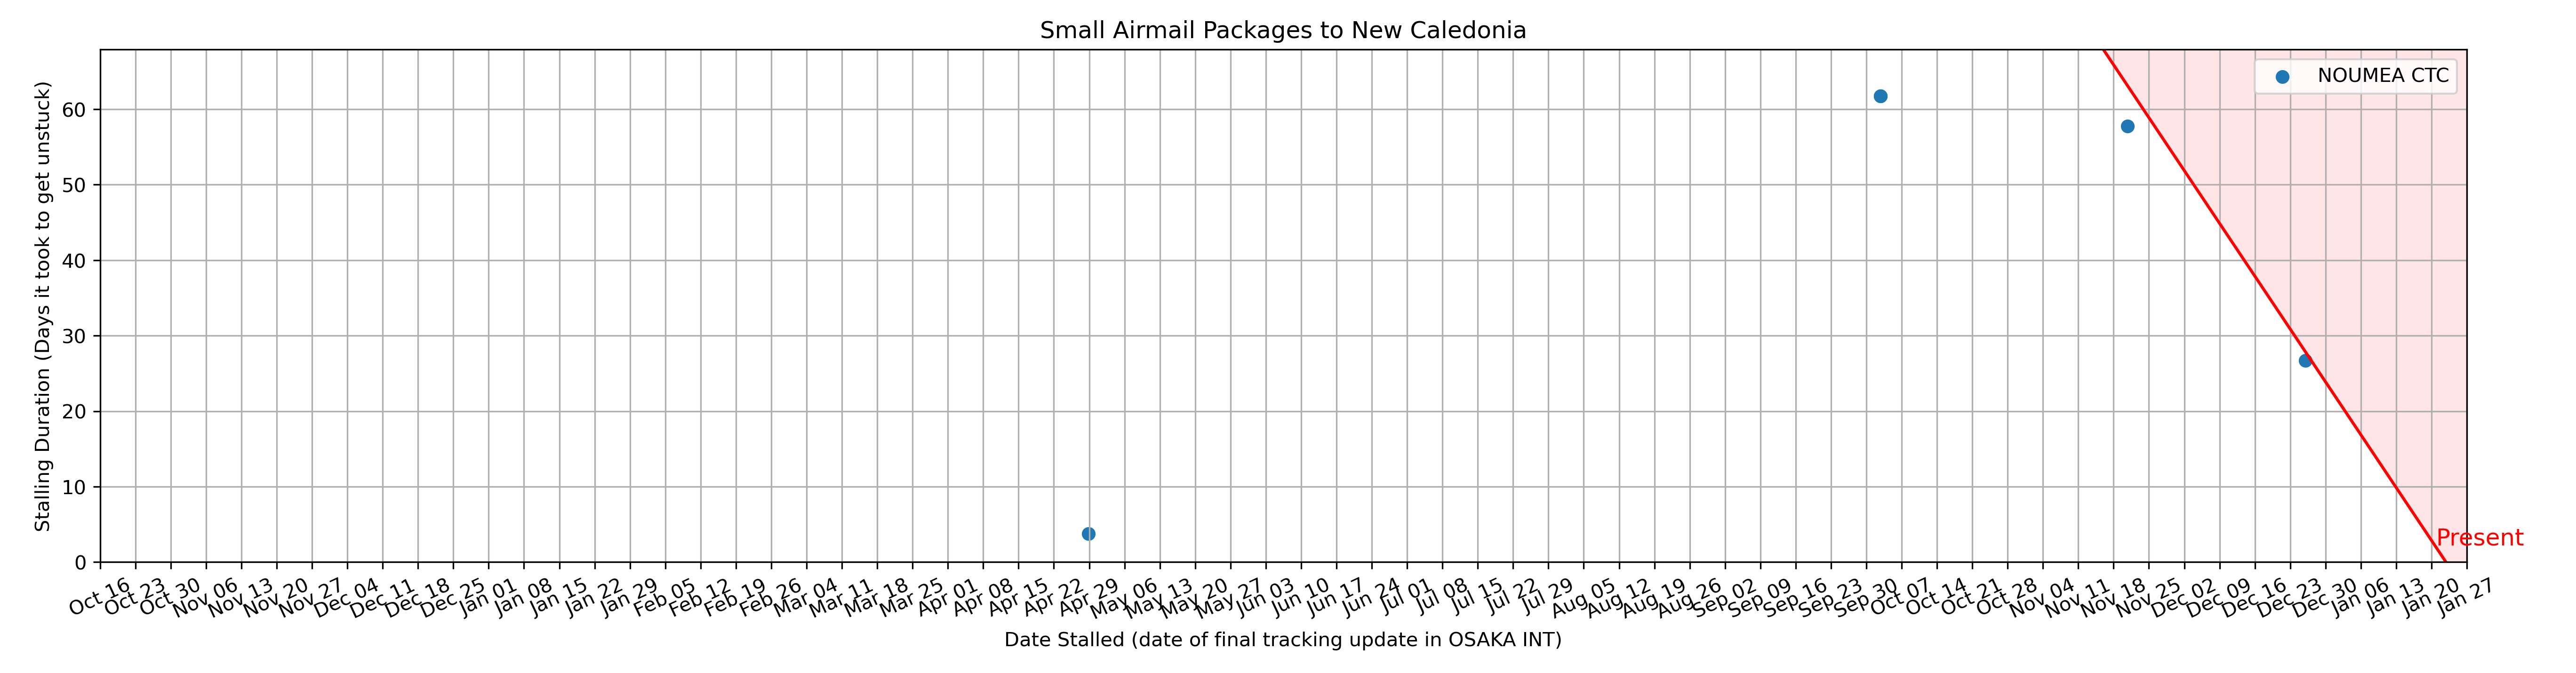 Small Airmail Packages to New Caledonia
NOUMEA CTC
Stalling Duration (Days it took to get unstuck)
60
50
40
30
20
10
0
Present
Oct 16 Oct 23 Oct 30 Nov 06 Nov 13 Nov 20 Nov 27 Dec 04 Dec 11 Dec 18 Dec 25 Jan 01 Jan 08 Jan 15 Jan 22 Jan 29 Feb 05 Feb 12 Feb 19 Feb 26 Mar 04 Mar 11 Mar 18 Mar 25 Apr 01 Apr 08 Apr 15 Apr 22 Apr 29 May 06 May 13 May 20 May 27 Jun 03 Jun 10 Jun 17 Jun 24 Jul 01 Jul 08 Jul 15 Jul 22 Jul 29 Aug 05 Aug 12 Aug 19 Aug 26 Sep 02 Sep 09 Sep 16 Sep 23 Sep 30 Oct 07 Oct 14 Oct 21 Oct 28 Nov 04 Nov 11 Nov 18 Nov 25 Dec 02 Dec 09 Dec 16 Dec 23 Dec 30 Jan 06 Jan 13 Jan 20 Jan 27
Date Stalled (date of final tracking update in OSAKA INT)